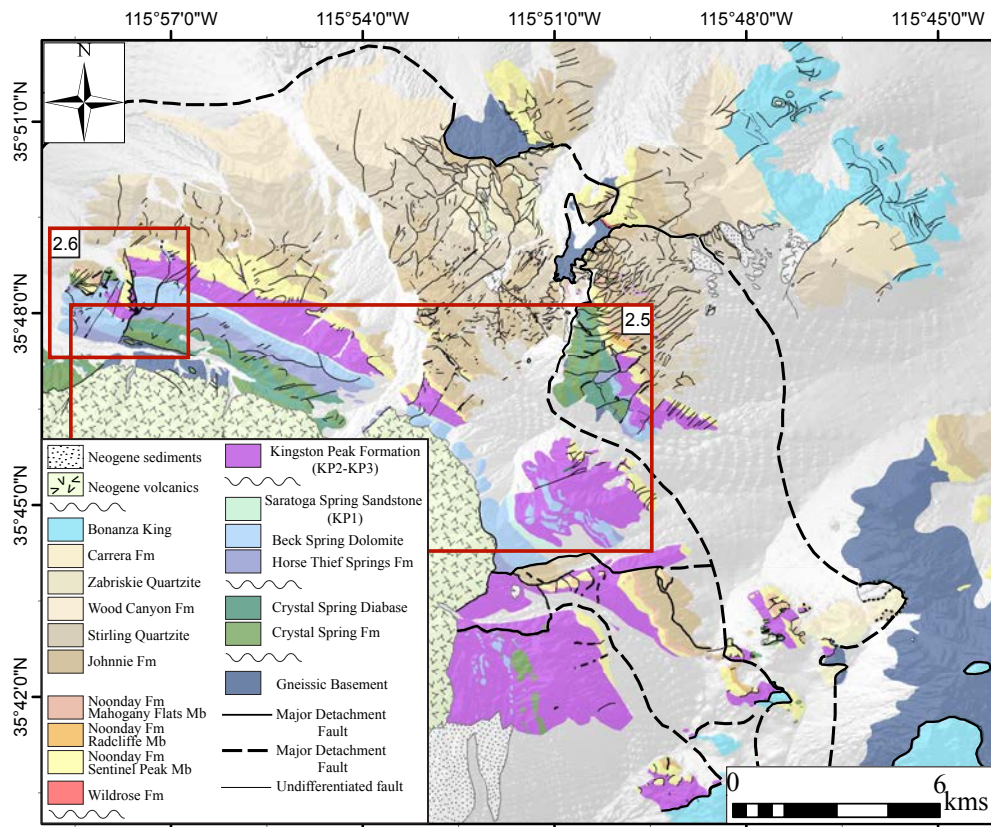 115°57'0"W 115°54'0"W 115°51'0"W 115°48'0"W 115°45'0"W
N
35°51'0"N
2.6
35°48'0"N
2.5
35°45'0"N
35°42'0"N
Neogene sediments
Neogene volcanics
Bonanza King
Carrera Fm
Zabriskie Quartzite
Wood Canyon Fm
Stirling Quartzite
Johnnie Fm
Noonday Fm
Mahogany Flats Mb
Noonday Fm
Radcliffe Mb
Noonday Fm
Sentinel Peak Mb
Wildrose Fm
Kingston Peak Formation
(KP2-KP3)
Saratoga Spring Sandstone
(KP1)
Beck Spring Dolomite
Horse Thief Springs Fm
Crystal Spring Diabase
Crystal Spring Fm
Gneissic Basement
Major Detachment
Fault
Major Detachment
Fault
Undifferentiated fault
0 6
kms